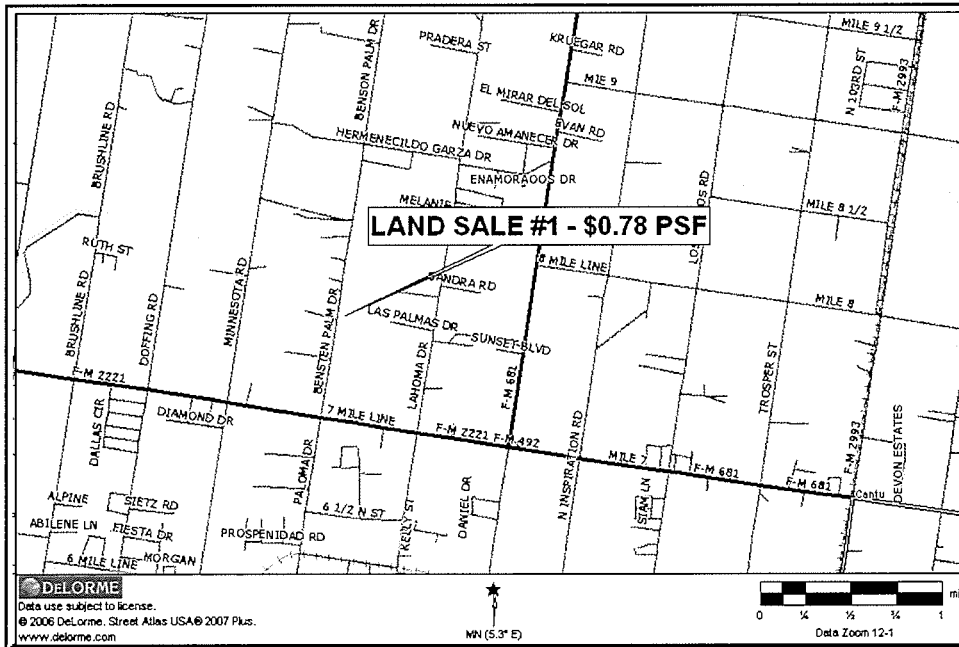 MILE 9 1/2
KRUEGAR RD
PRADERA ST
BENSON PALM DR
N 203RD ST
F-M 2993
MIE 9
EL MIRAR DEL SOL
EVAN RD
NUEVO AMANECER DR
BRUSHLINE RD
HERMENECILDO GARZA DR
ENAMORAOOS DR
MELANIE
MILE 8 1/2
LAND SALE #1 - $0.78 PSF
RUTH ST
8 MILE LINE
SANDRA RD
MILE 8
MINNESOTA RD
BRUSHLINE RD
DOFFING RD
BENSTEN PALM DR
LAS PALMAS DR
SUNSET BLVD
LAHOMA DR
F-M 681
TROSPER ST
F-M 2221
DALLAS CIR
DIAMOND DR
7 MILE LINE
F-M 2221 F-M 492
N INSPIRATION RD
MILE 7
F-M 681
F-M 681
F-M 2993
DEVON ESTATES
Cantu
PALOMA DR
ALPINE
SIETZ RD
6 1/2 N ST
KELLY ST
DANIEL DR
SIAM LN
ABILENE LN
FIESTA DR
PROSPENIDAD RD
6 MILE LINE
MORGAN
DELORME
Data use subject to license.
© 2006 DeLorme. Street Atlas USA® 2007 Plus.
www.delorme.com
MN (5.3° E)
mi
0 ¼ ½ ¾ 1
Data Zoom 12-1